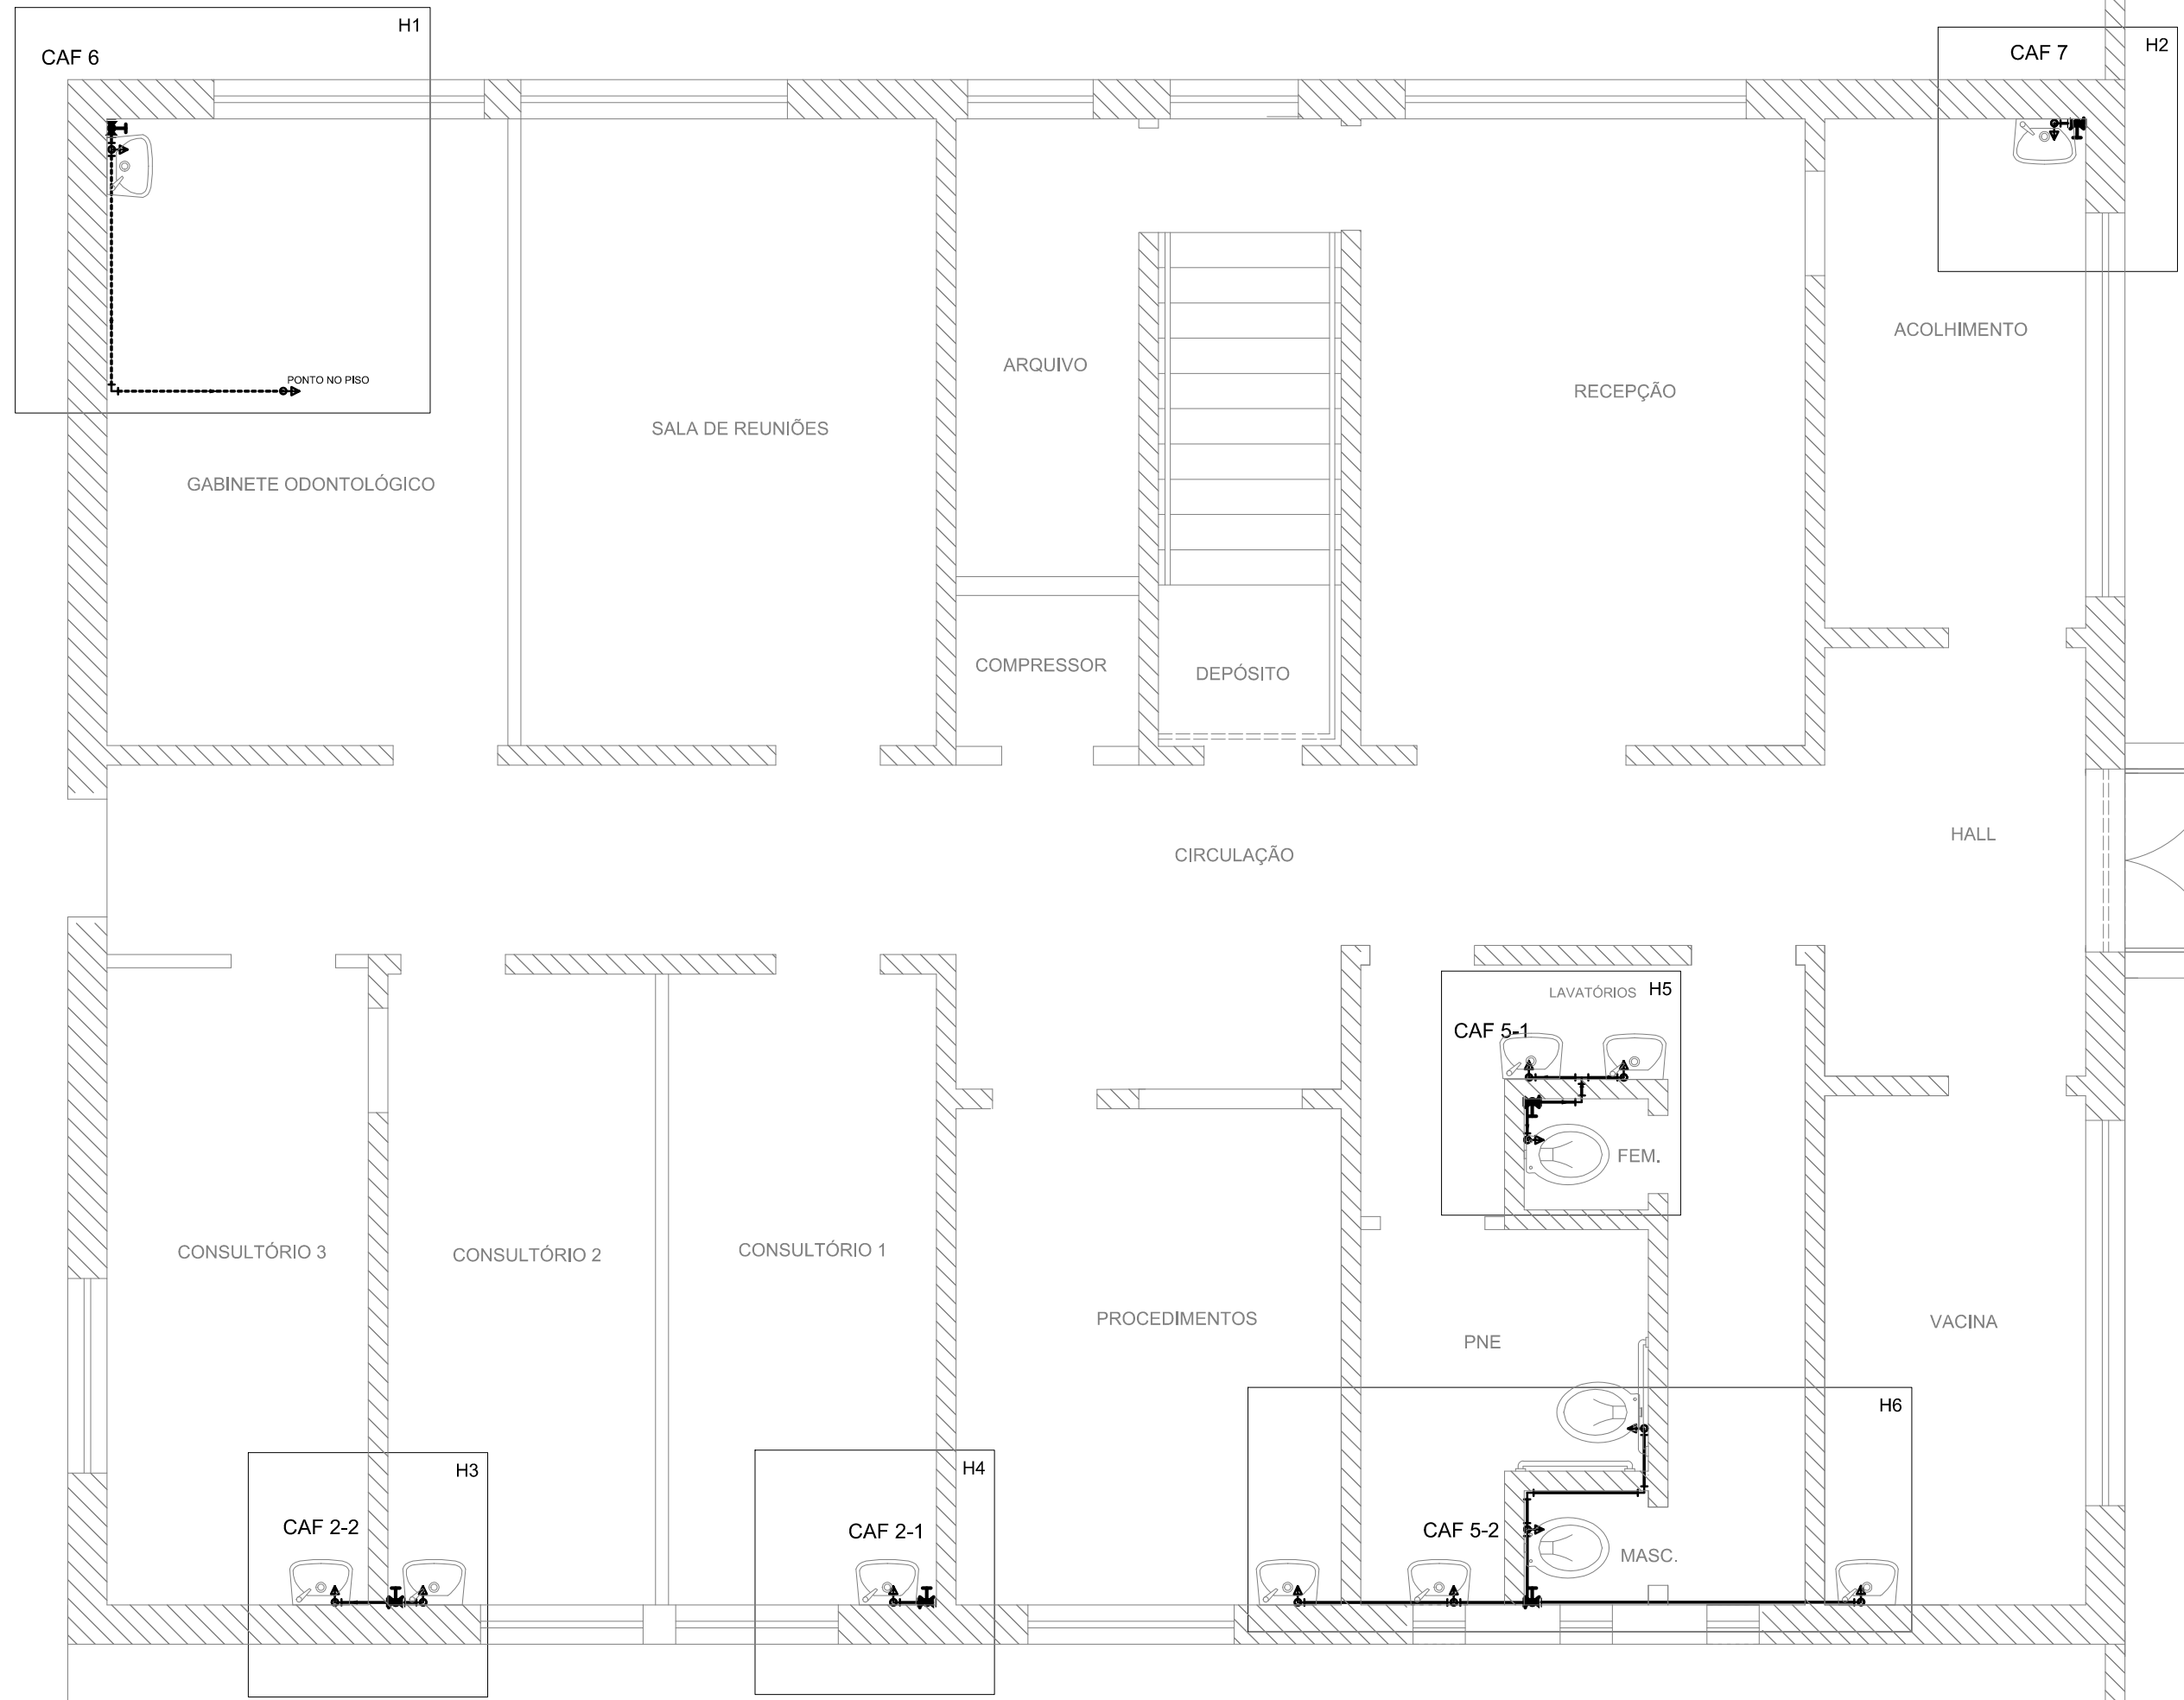 H1
CAF 6
CAF 7
H2
ACOLHIMENTO
ARQUIVO
PONTO NO PISO
RECEPÇÃO
SALA DE REUNIÕES
GABINETE ODONTOLÓGICO
COMPRESSOR
DEPÓSITO
HALL
CIRCULAÇÃO
LAVATÓRIOS
H5
CAF 5-1
FEM.
CONSULTÓRIO 3
CONSULTÓRIO 2
CONSULTÓRIO 1
PROCEDIMENTOS
PNE
VACINA
H6
H3
H4
CAF 2-2
CAF 2-1
CAF 5-2
MASC.